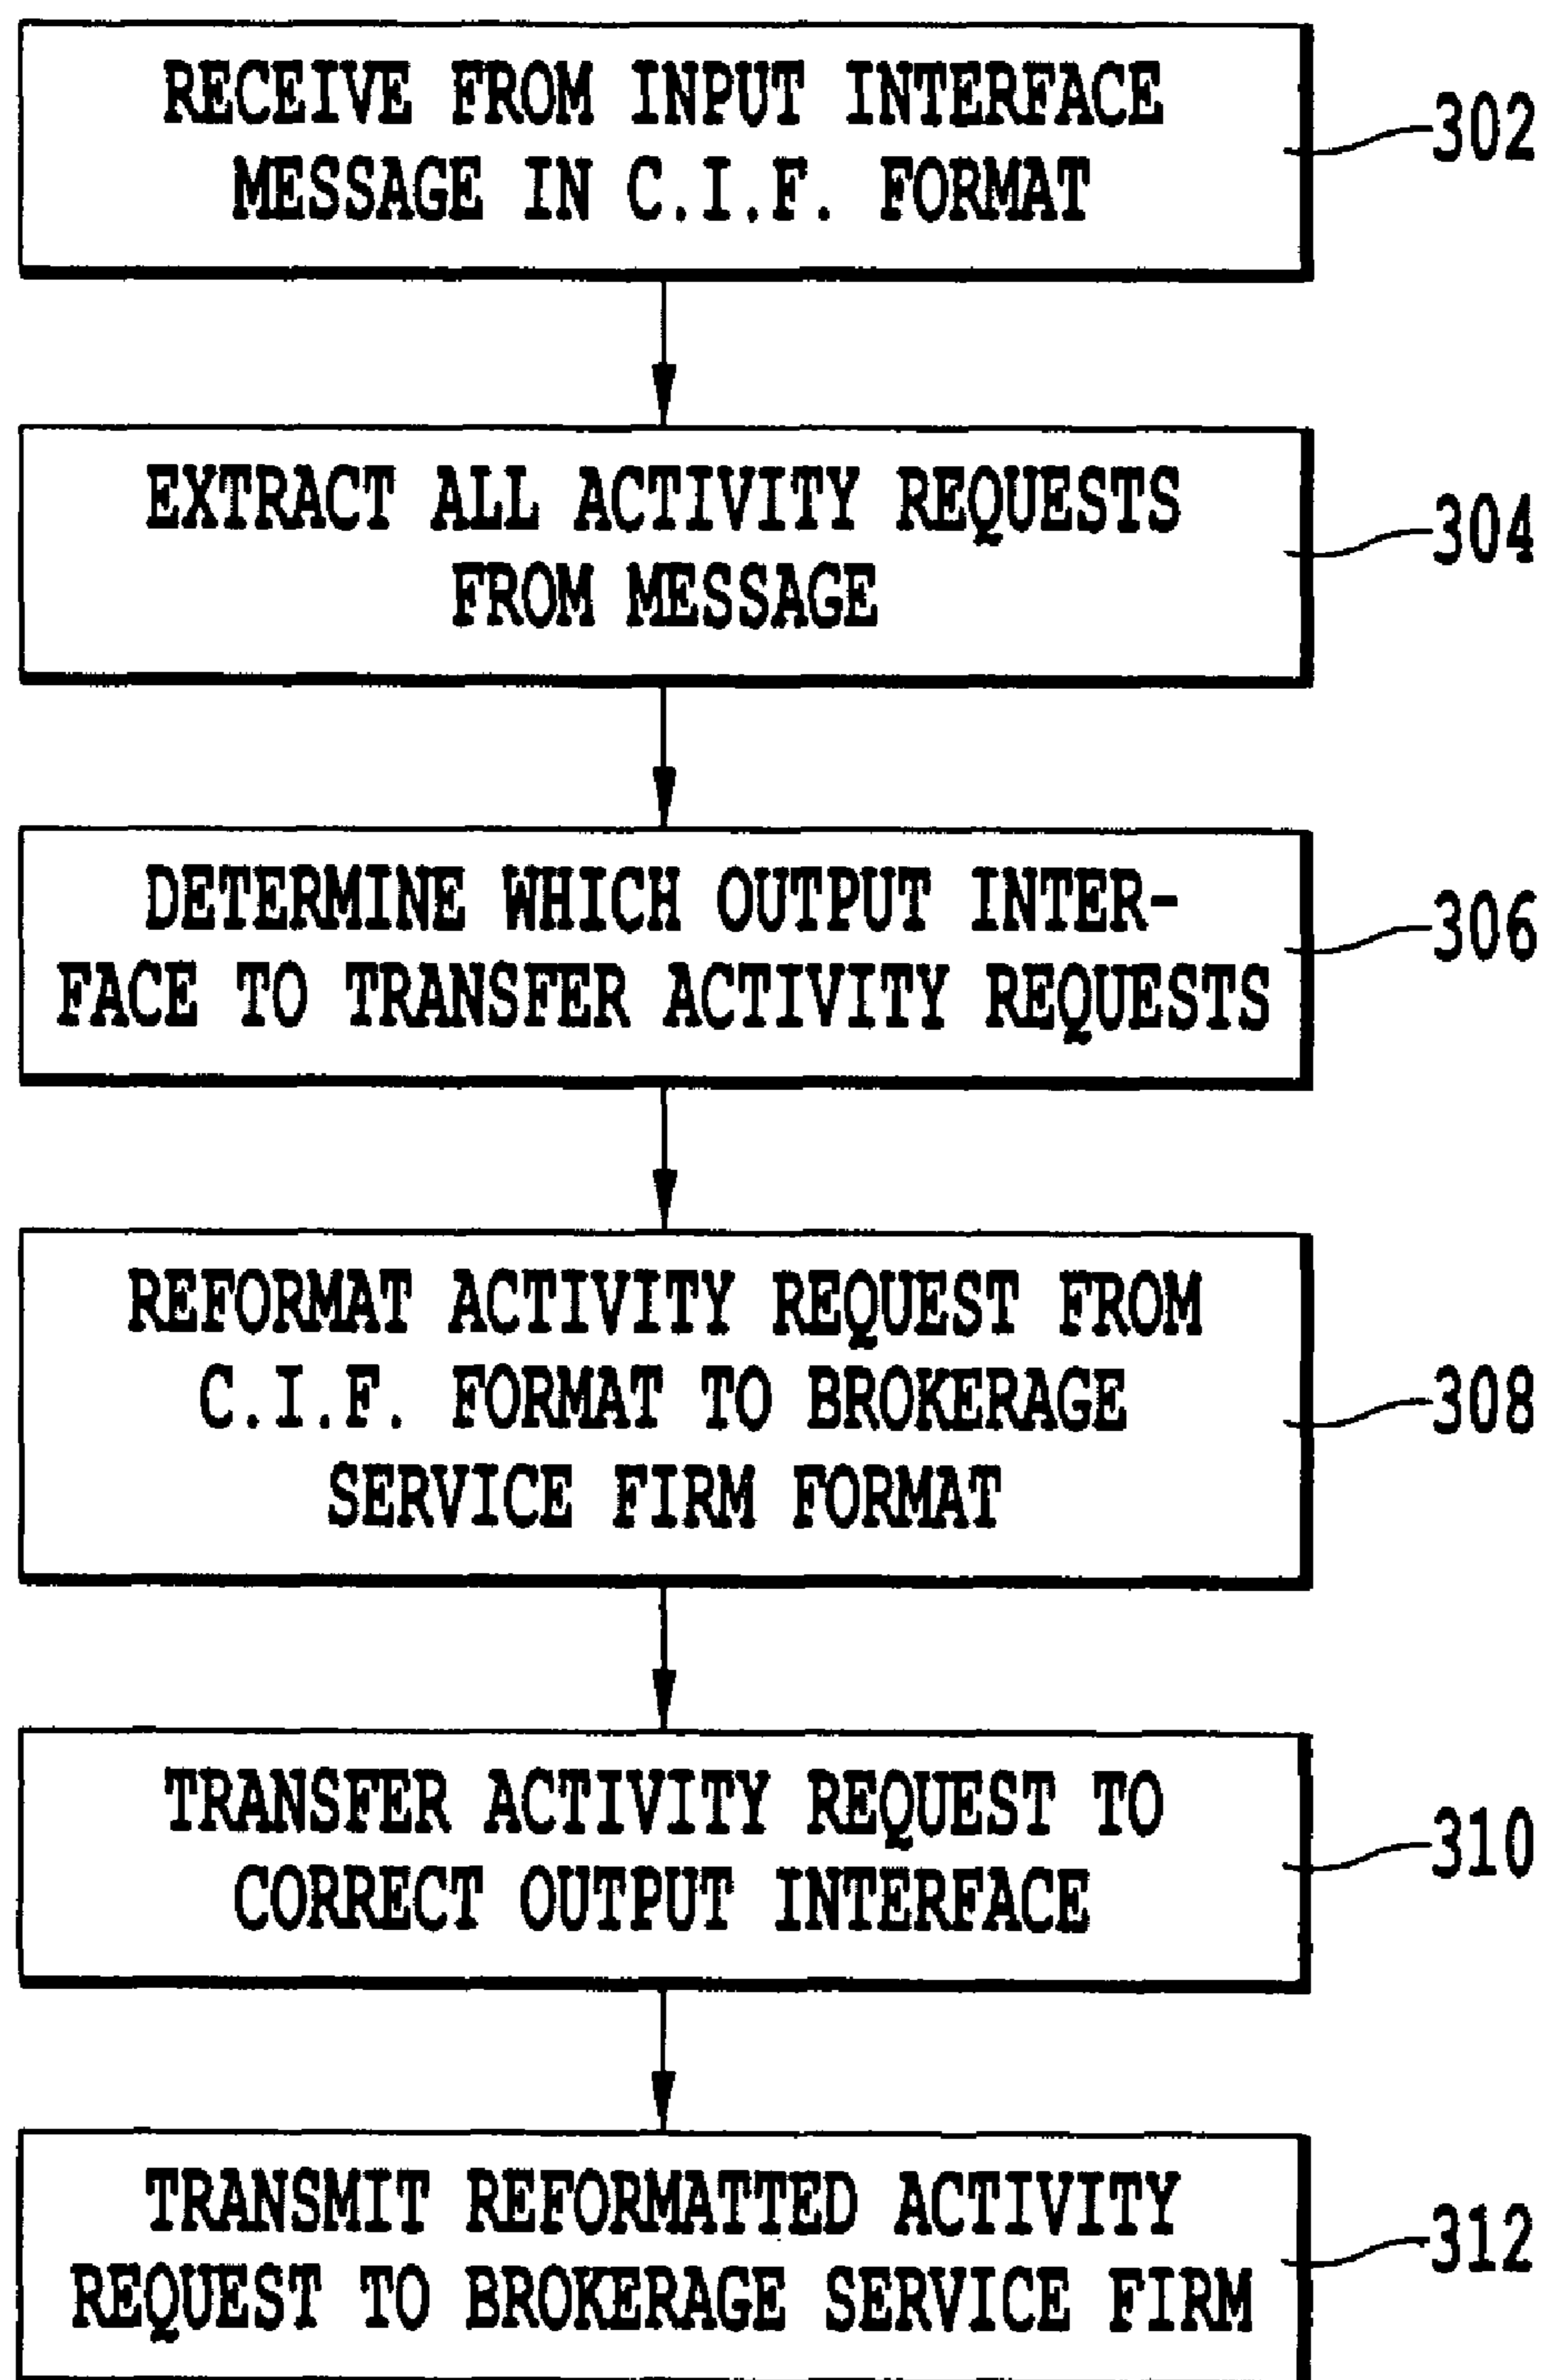 RECEIVE FROM INPUT INTERFACE
MESSAGE IN C.I.F. FORMAT
302
EXTRACT ALL ACTIVITY REQUESTS
FROM MESSAGE
304
DETERMINE WHICH OUTPUT INTER-
FACE TO TRANSFER ACTIVITY REQUESTS
306
REFORMAT ACTIVITY REQUEST FROM
C.I.F. FORMAT TO BROKERAGE
SERVICE FIRM FORMAT
308
TRANSFER ACTIVITY REQUEST TO
CORRECT OUTPUT INTERFACE
310
TRANSMIT REFORMATTED ACTIVITY
REQUEST TO BROKERAGE SERVICE FIRM
312